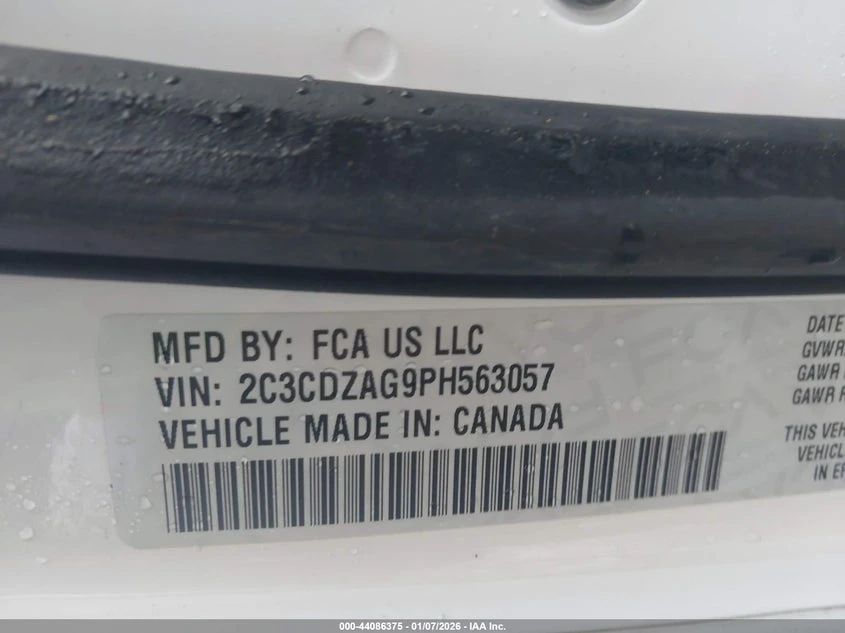 MFD BY: FCA US LLC
VIN: 2C3CDZAG9PH563057
VEHICLE MADE IN: CANADA
DATE
GVWR
GAWR
GAWR
THIS VEH
VEHICL
IN EF
000-44086375 - 01/07/2026 - IAA Inc.